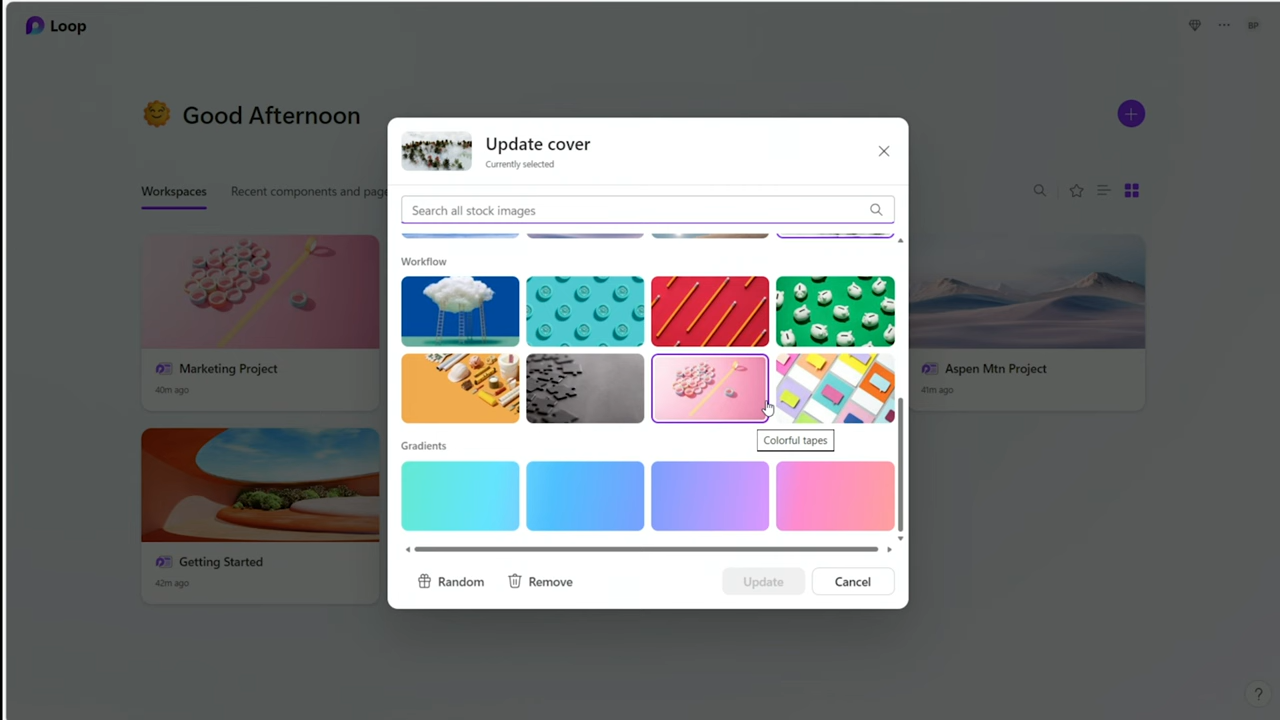 Loop
BP
Good Afternoon
Workspaces
Recent components and page
Marketing Project
40m ago
Aspen Mtn Project
41m ago
Getting Started
42m ago
Update cover
Currently selected
Search all stock images
Workflow
Colorful tapes
Gradients
Random
Remove
Update
Cancel
?